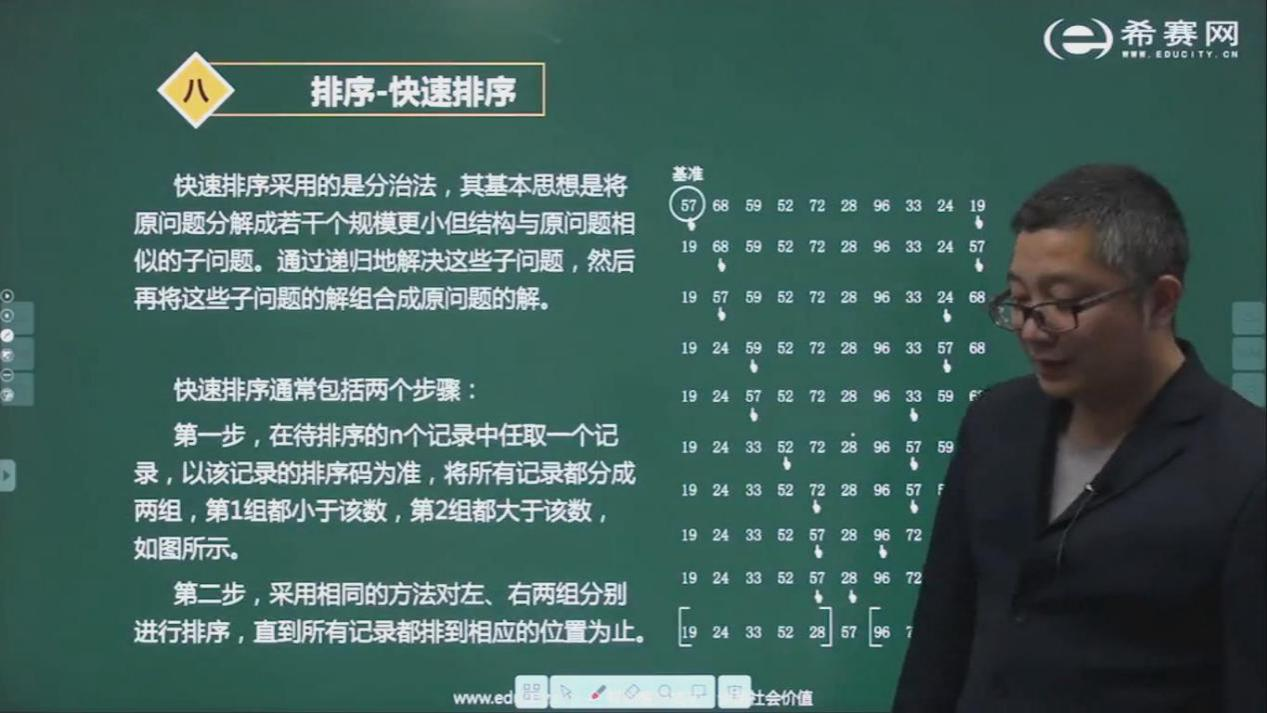 希赛网
WWW.EDUCITY.CN
八
排序-快速排序
快速排序采用的是分治法，其基本思想是将
原问题分解成若干个规模更小但结构与原问题相
似的子问题。通过递归地解决这些子问题，然后
再将这些子问题的解组合成原问题的解。
快速排序通常包括两个步骤：
第一步，在待排序的n个记录中任取一个记
录，以该记录的排序码为准，将所有记录都分成
两组，第1组都小于该数，第2组都大于该数，
如图所示。
第二步，采用相同的方法对左、右两组分别
进行排序，直到所有记录都排到相应的位置为止。
基准
57 68 59 52 72 28 96 33 24 19
19 68 59 52 72 28 96 33 24 57
19 57 59 52 72 28 96 33 24 68
19 24 59 52 72 28 96 33 57 68
19 24 57 52 72 28 96 33 59
19 24 33 52 72 28 96 57 59
19 24 33 52 72 28 96 57
19 24 33 52 57 28 96 72
19 24 33 52 57 28 96 72
[19 24 33 52 28] 57 [96
社会价值